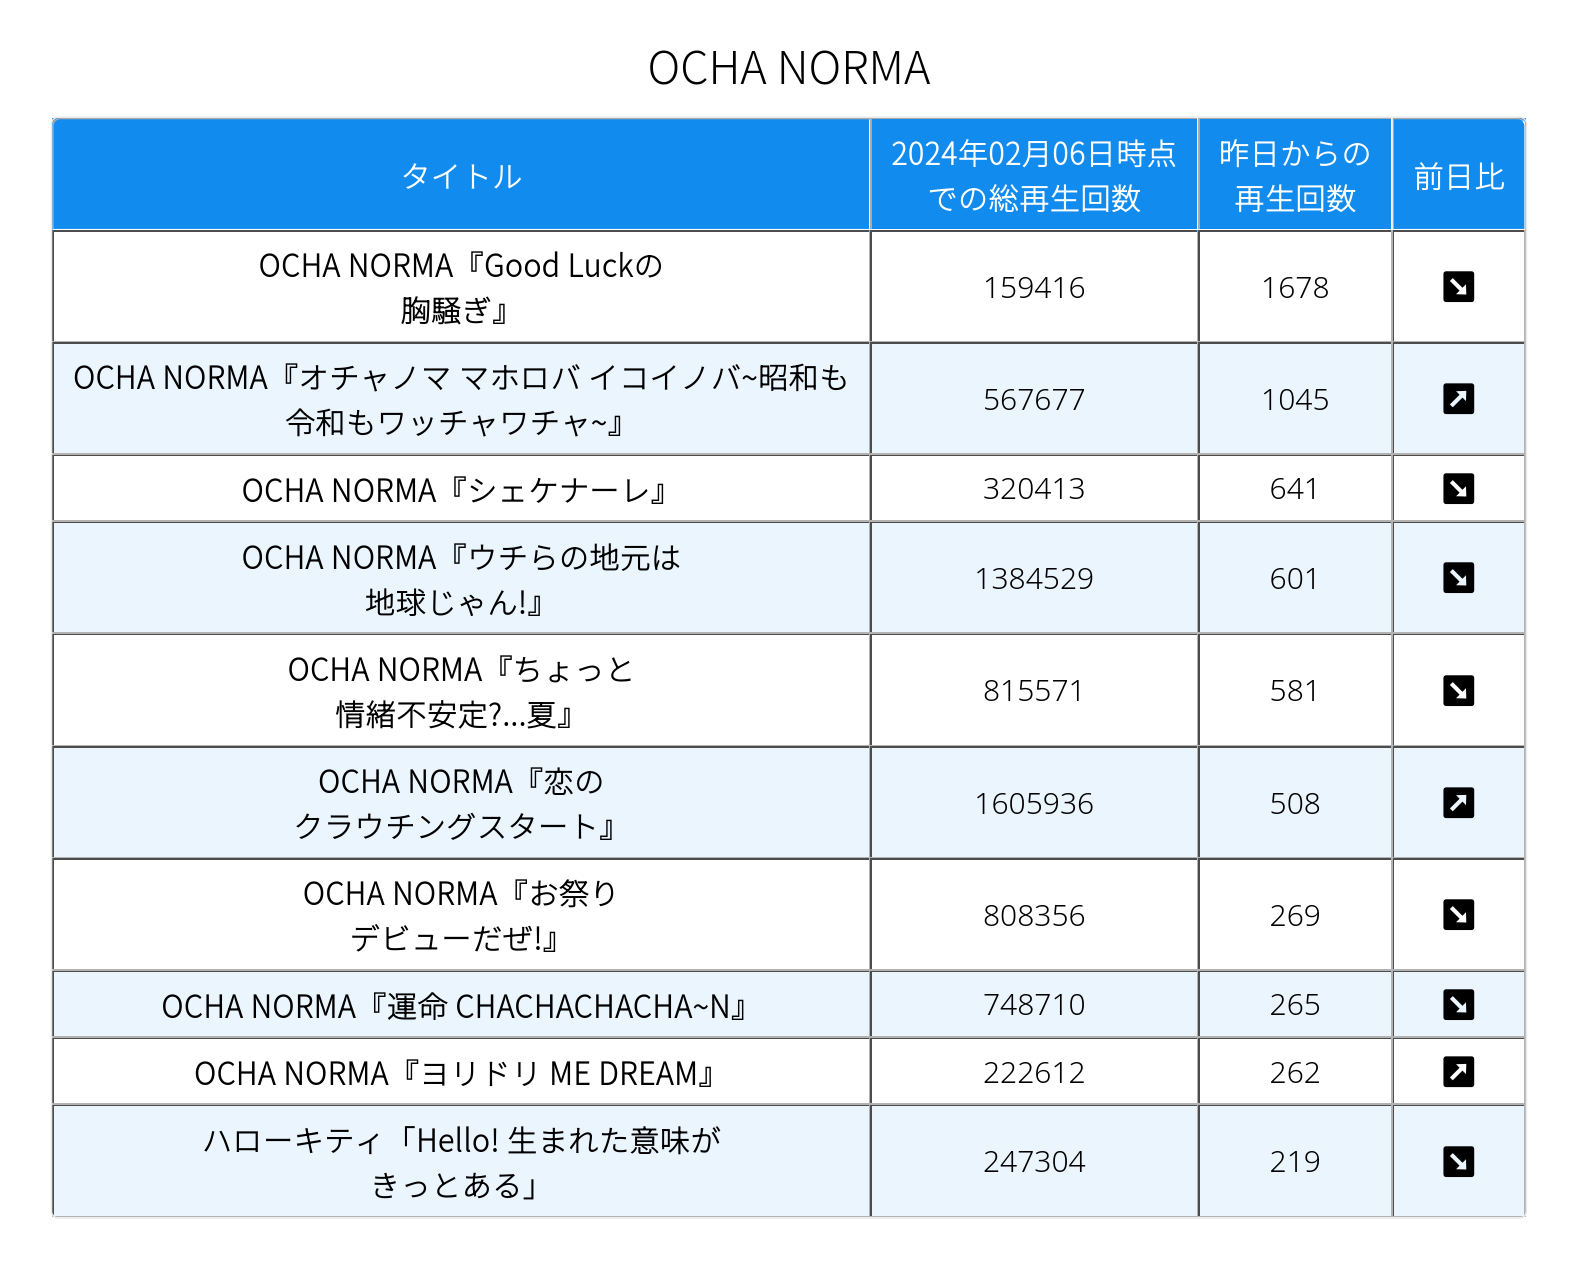 OCHA NORMA
タイトル
2024年02月06日時点
での総再生回数
昨日からの
再生回数
前日比
OCHA NORMA『Good Luckの
胸騒ぎ』
159416
1678
OCHA NORMA『オチャノマ マホロバ イコイノバ~昭和も
令和もワッチャワチャ~』
567677
1045
OCHA NORMA『シェケナーレ』
320413
641
OCHA NORMA『ウチらの地元は
地球じゃん!』
1384529
601
OCHA NORMA『ちょっと
情緒不安定?...夏』
815571
581
OCHA NORMA『恋の
クラウチングスタート』
1605936
508
OCHA NORMA『お祭り
デビューだぜ!』
808356
269
OCHA NORMA『運命 CHACHACHACHA~N』
748710
265
OCHA NORMA『ヨリドリ ME DREAM』
222612
262
ハローキティ「Hello! 生まれた意味が
きっとある」
247304
219